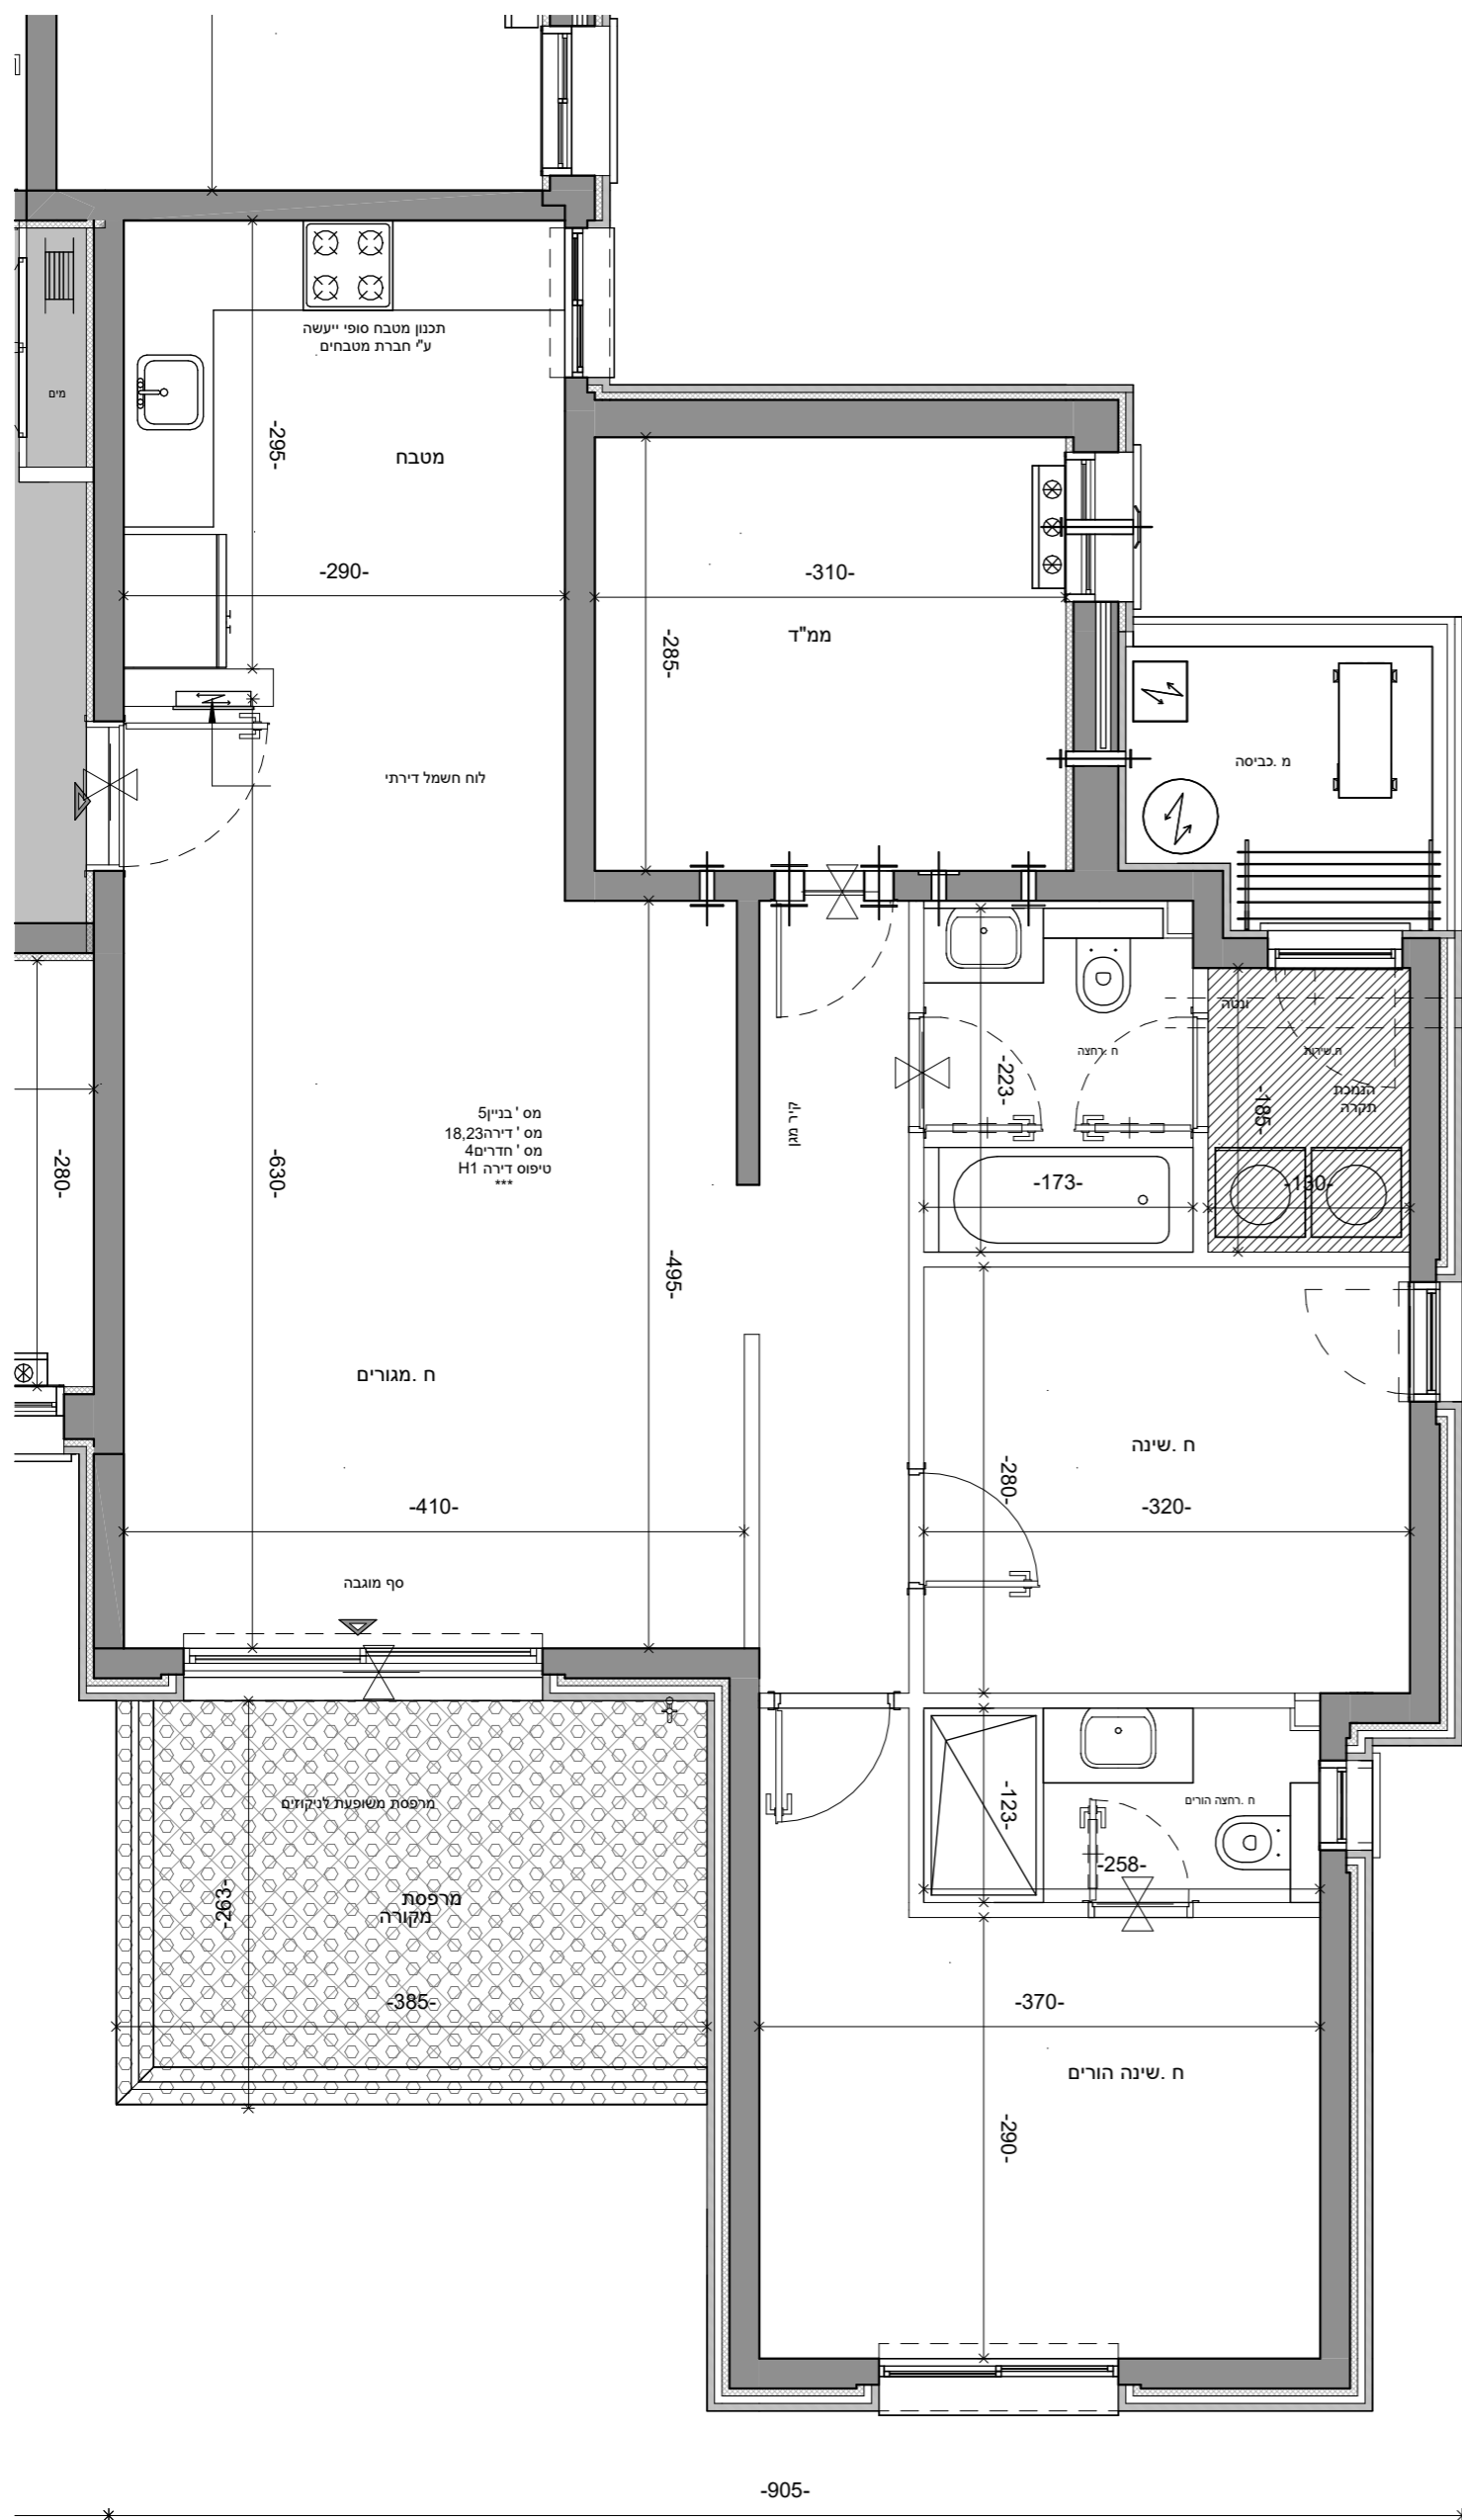 תכנון מטבח סופי ייעשה
ע"י חברת מטבחים
מים
-295-
מטבח
-290-
-310-
ממ"ד
-285-
מ .כביסה
לוח חשמל דירתי
ונטה
ח .רחצה
ח.שירות
-223-
הנמכת
תקרה
-185-
קיר מגן
מס ' בניין5
מס ' דירה18,23
מס ' חדרים4
טיפוס דירה H1
***
-280-
-630-
-173-
-130-
-495-
ח .מגורים
ח .שינה
-280-
-410-
-320-
סף מוגבה
מרפסת משופעת לניקוזים
-123-
ח .רחצה הורים
-258-
-263-
מרפסת
מקורה
-385-
-370-
ח .שינה הורים
-290-
-905-